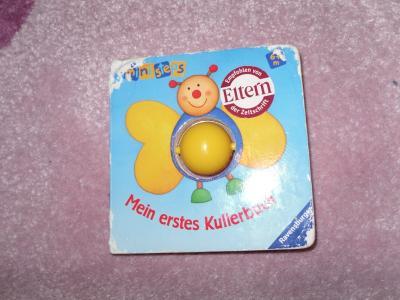 ministeps
Empfohlen von
Eltern
der Zeitschrift
Mein erstes Kullerbuch
Ravensburger